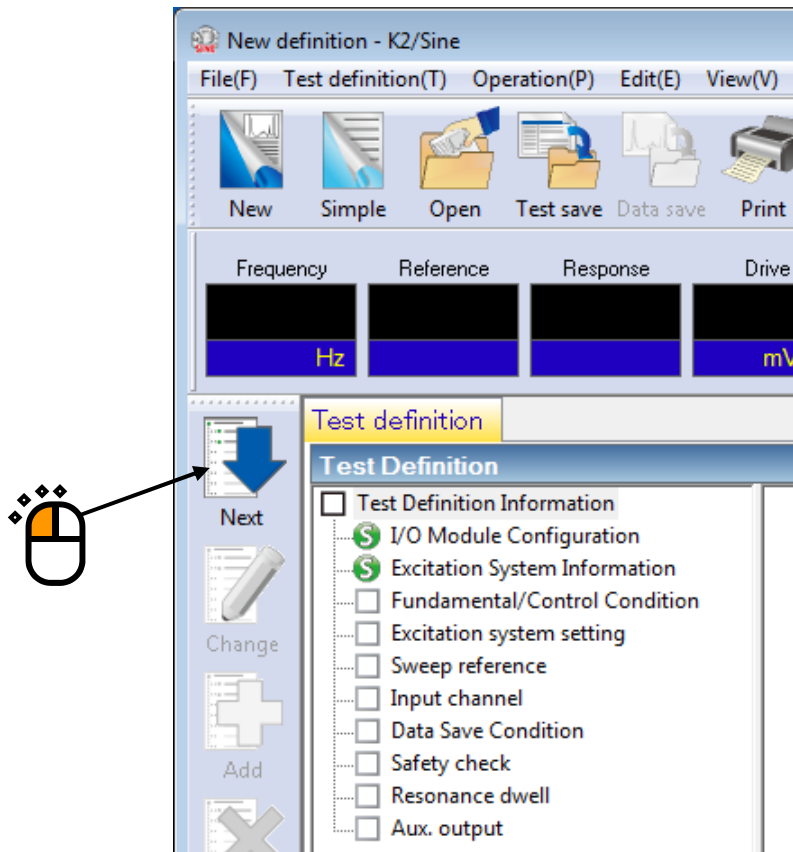 New definition - K2/Sine
File(F) Test definition(T) Operation(P) Edit(E) View(V)
New Simple Open Test save Data save Print
Frequency Reference Response Drive
Hz mV
Test definition
Test Definition
Next
Change
Add
Test Definition Information
S I/O Module Configuration
S Excitation System Information
Fundamental/Control Condition
Excitation system setting
Sweep reference
Input channel
Data Save Condition
Safety check
Resonance dwell
Aux. output